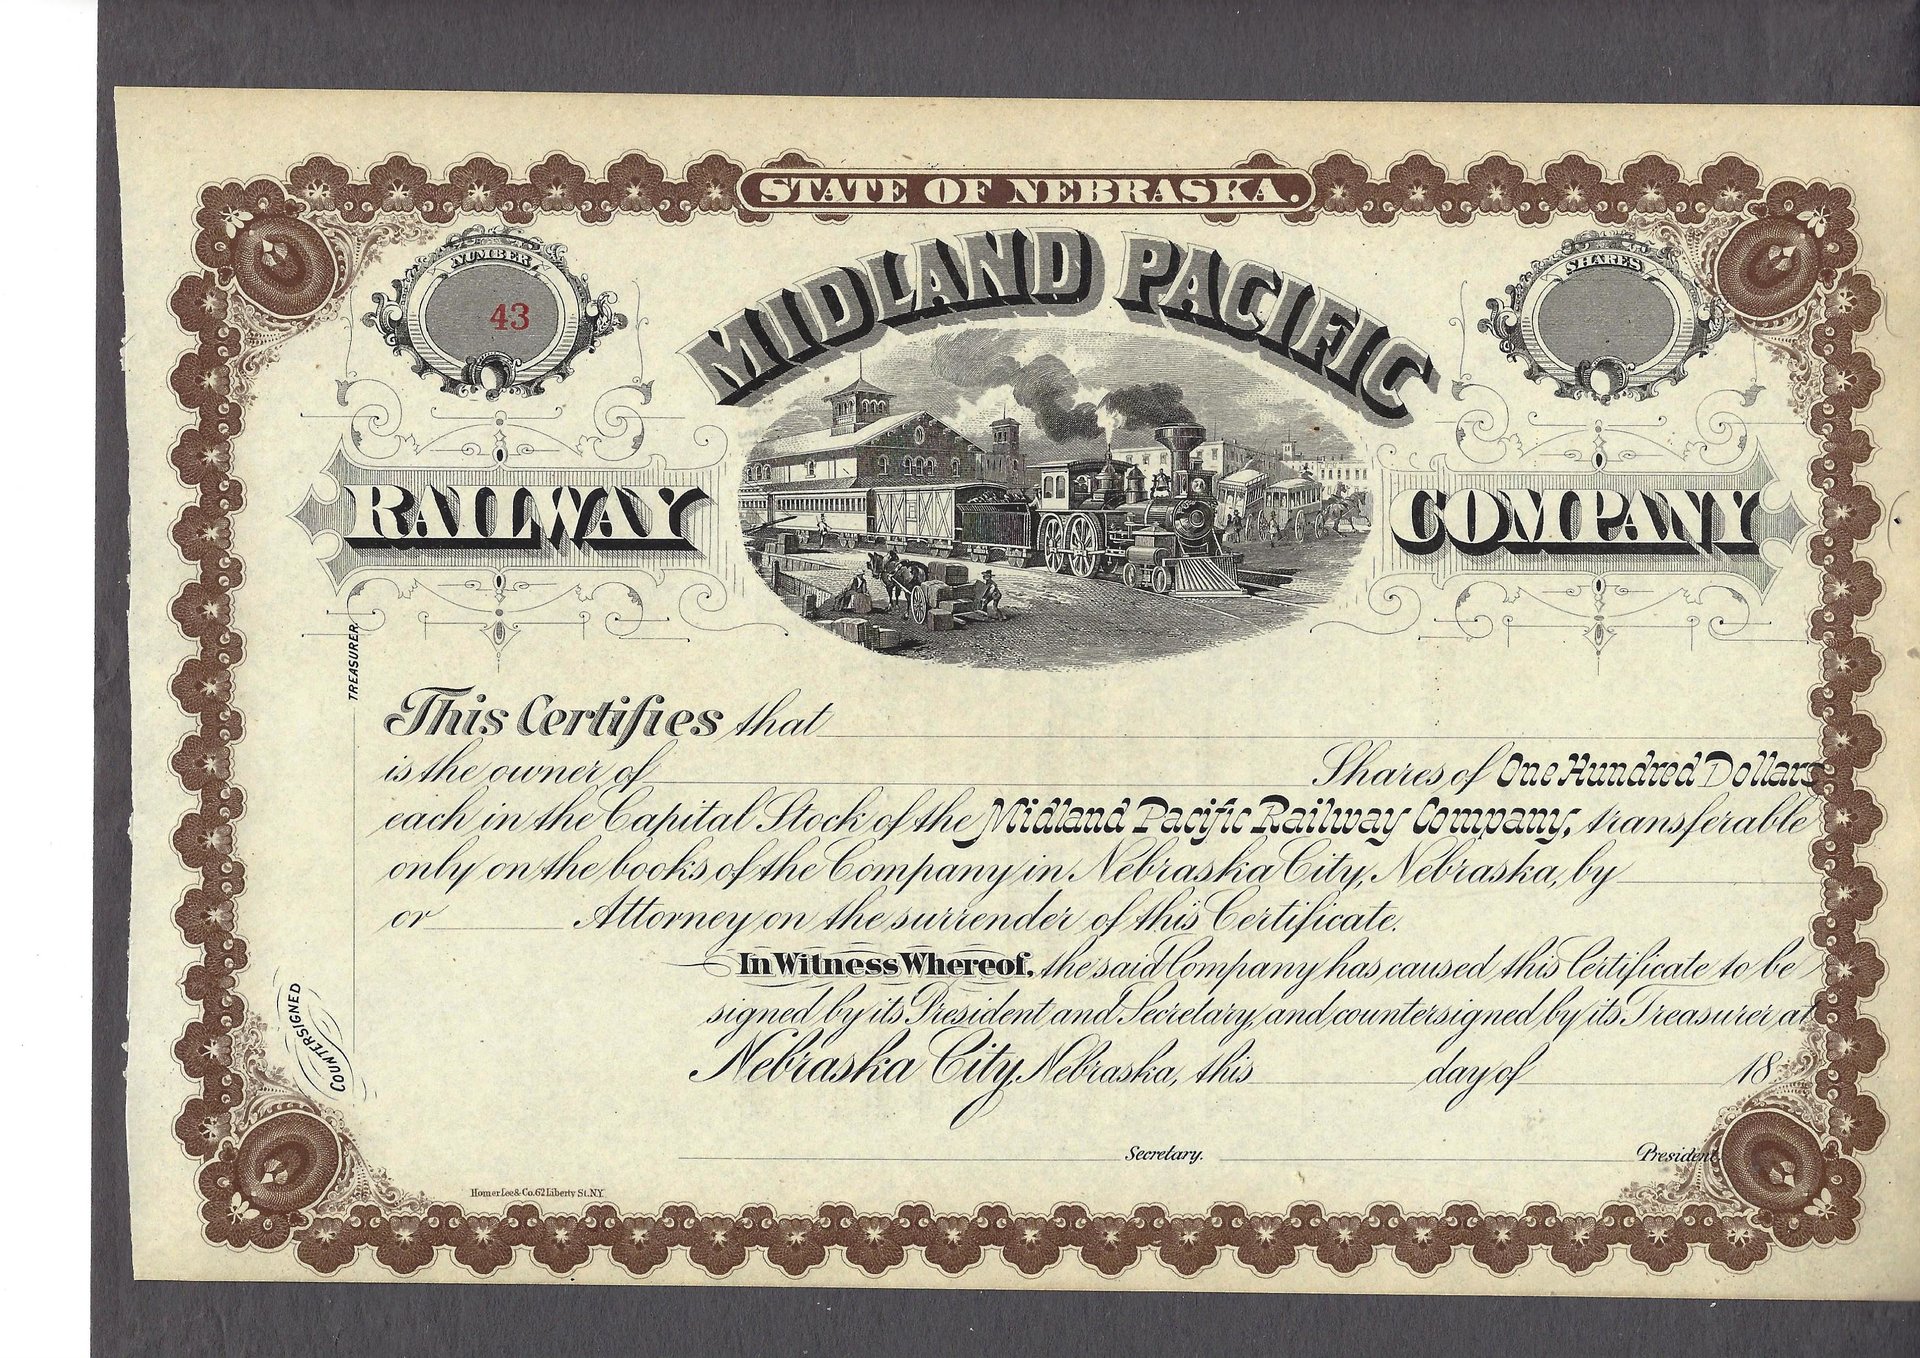 STATE OF NEBRASKA.
NUMBER
43
SHARES
MIDLAND PACIFIC
RAILWAY COMPANY
TREASURER.
This Certifies that
is the owner of Shares of One Hundred Dollars
each in the Capital Stock of the Midland Pacific Railway Company, transferable
only on the books of the Company in Nebraska City, Nebraska, by
or Attorney on the surrender of this Certificate.
In Witness Whereof, the said Company has caused this Certificate to be
signed by its President and Secretary, and countersigned by its Treasurer at
Nebraska City, Nebraska, this day of 18
COUNTERSIGNED
Secretary. President.
Homer Lee & Co. 62 Liberty St. N.Y.